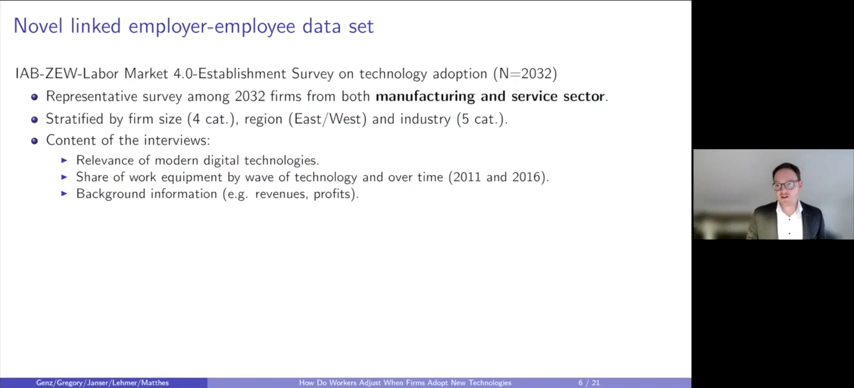 Novel linked employer-employee data set
IAB-ZEW-Labor Market 4.0-Establishment Survey on technology adoption (N=2032)
Representative survey among 2032 firms from both manufacturing and service sector.
Stratified by firm size (4 cat.), region (East/West) and industry (5 cat.).
Content of the interviews:
Relevance of modern digital technologies.
Share of work equipment by wave of technology and over time (2011 and 2016).
Background information (e.g. revenues, profits).
Genz/Gregory/Janser/Lehmer/Matthes How Do Workers Adjust When Firms Adopt New Technologies 6 / 21